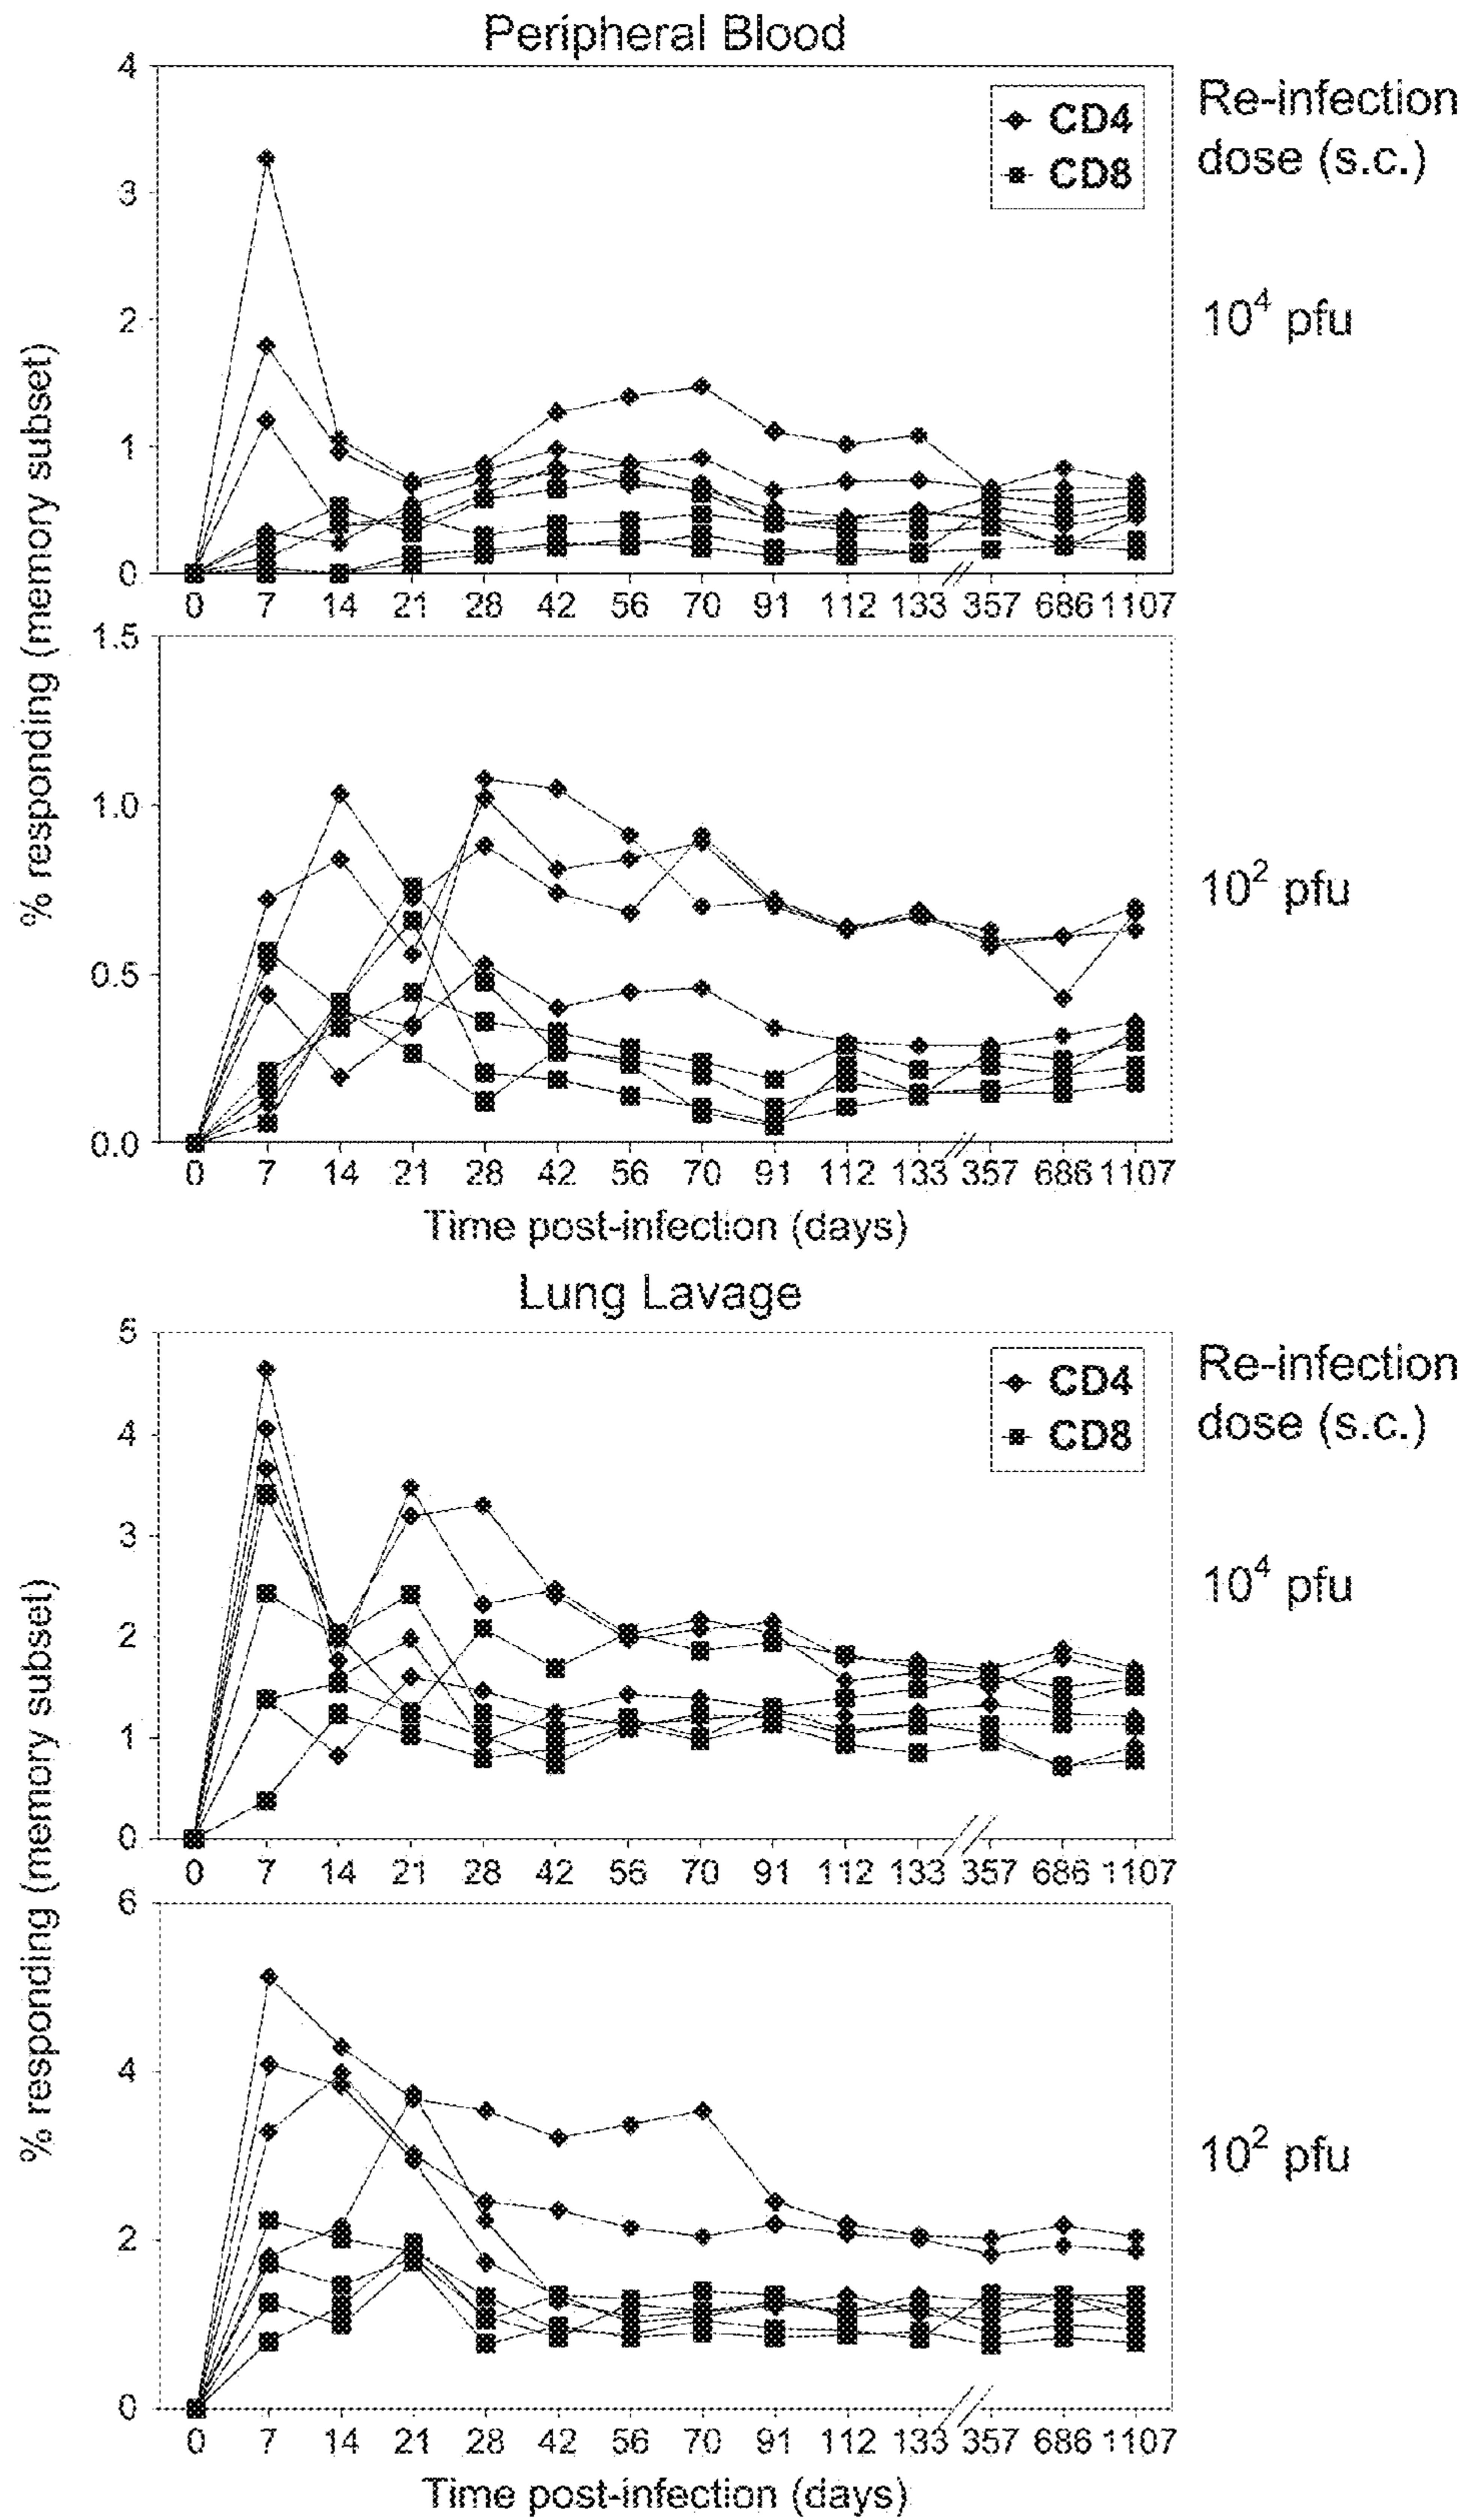 Peripheral Blood
% responding (memory subset)
4
3
2
1
0
CD4
CD8
Re-infection
dose (s.c.)
10⁴ pfu
0 7 14 21 28 42 56 70 91 112 133 357 686 1107
1.5
1.0
0.5
0.0
10² pfu
0 7 14 21 28 42 56 70 91 112 133 357 686 1107
Time post-infection (days)
Lung Lavage
% responding (memory subset)
5
4
3
2
1
0
CD4
CD8
Re-infection
dose (s.c.)
10⁴ pfu
0 7 14 21 28 42 56 70 91 112 133 357 686 1107
6
4
2
0
10² pfu
0 7 14 21 28 42 56 70 91 112 133 357 686 1107
Time post-infection (days)